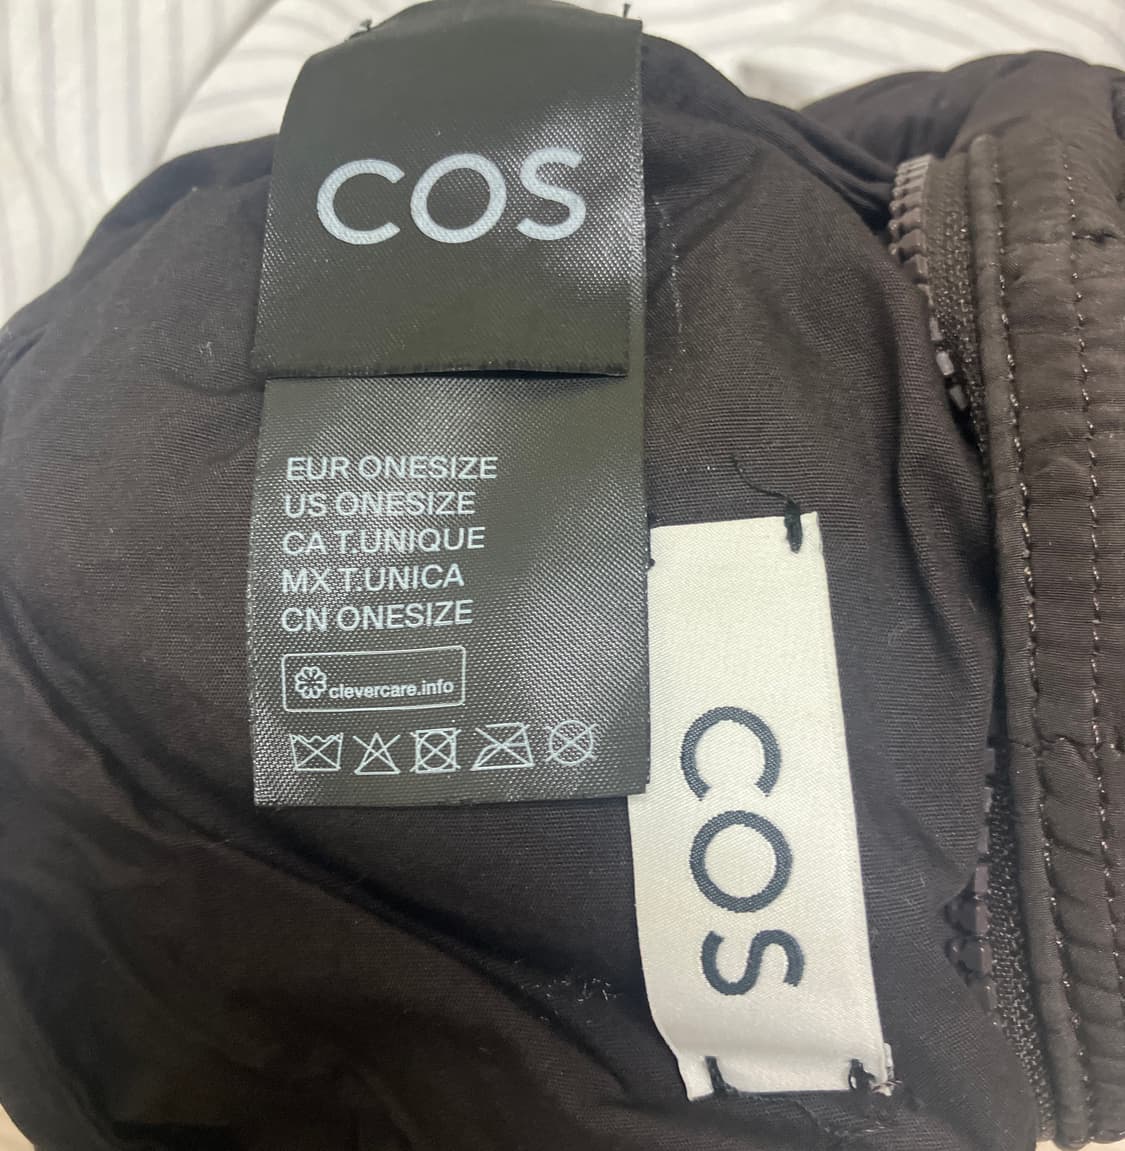 COS
EUR ONESIZE
US ONESIZE
CA T.UNIQUE
MX T.UNICA
CN ONESIZE
clevercare.info
COS